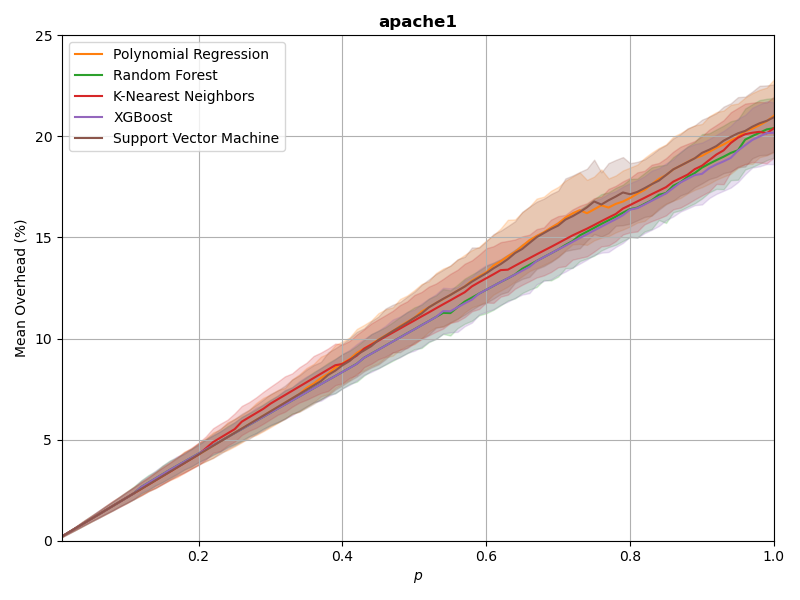 apache1
Polynomial Regression
Random Forest
K-Nearest Neighbors
XGBoost
Support Vector Machine
Mean Overhead (%)
25
20
15
10
5
0
0.2
0.4
0.6
0.8
1.0
p